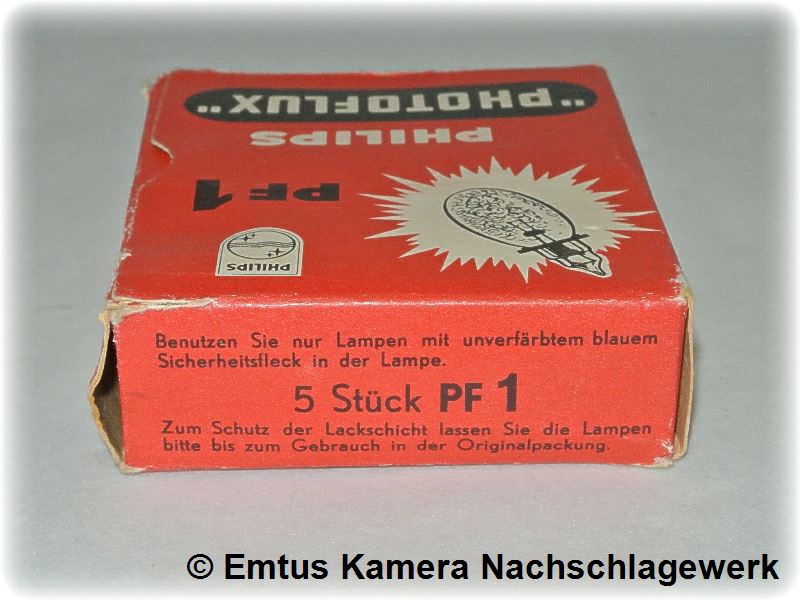 "PHOTOFLUX"
PHILIPS
PF 1
PHILIPS
Benutzen Sie nur Lampen mit unverfärbtem blauem
Sicherheitsfleck in der Lampe.
5 Stück PF 1
Zum Schutz der Lackschicht lassen Sie die Lampen
bitte bis zum Gebrauch in der Originalpackung.
© Emtus Kamera Nachschlagewerk